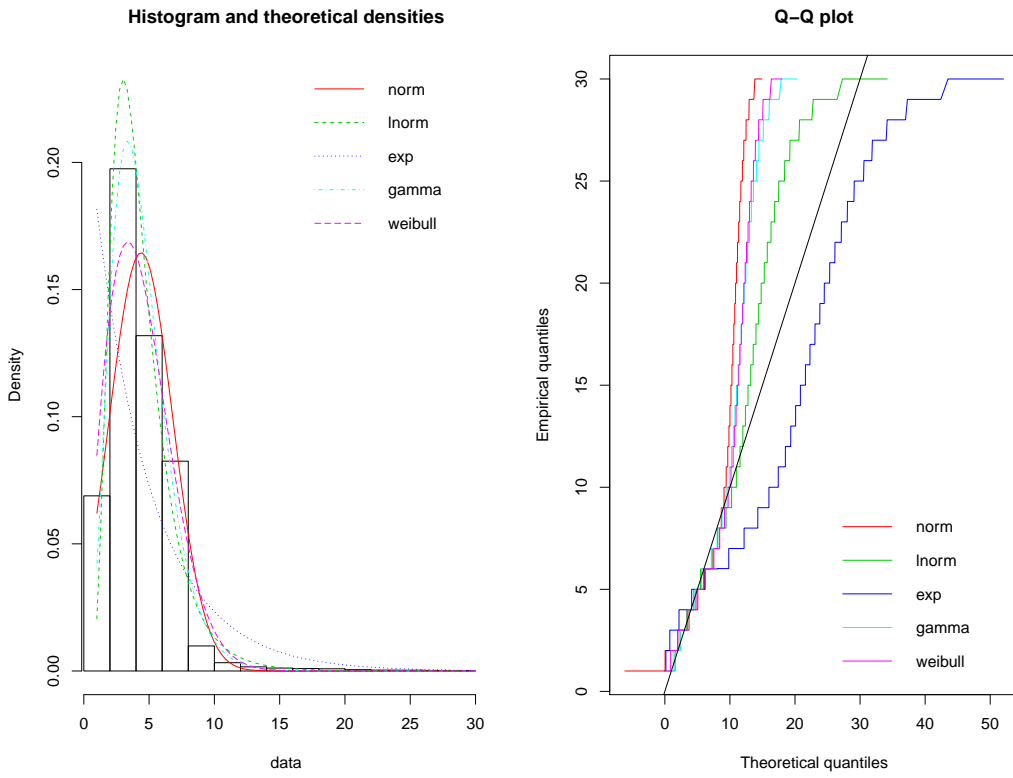 Histogram and theoretical densities
norm
lnorm
exp
gamma
weibull
Density
0.00
0.05
0.10
0.15
0.20
0 5 10 15 20 25 30
data
Q−Q plot
Empirical quantiles
0
5
10
15
20
25
30
norm
lnorm
exp
gamma
weibull
0 10 20 30 40 50
Theoretical quantiles